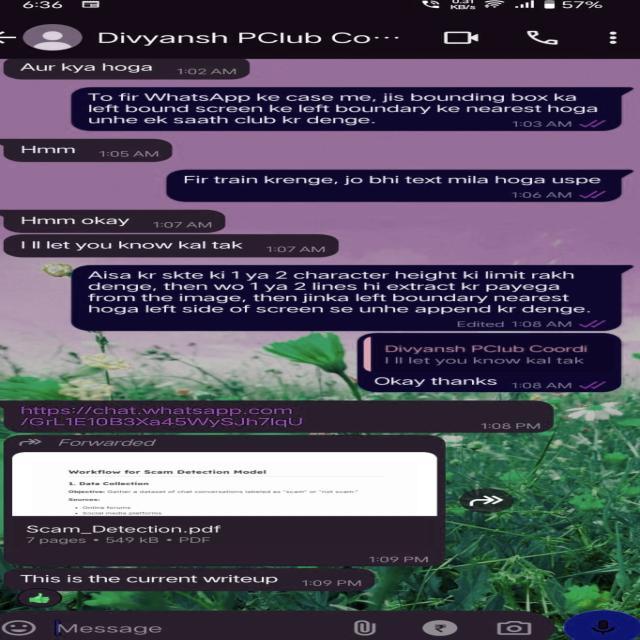 6:36
0.31
KB/s
57%
Divyansh PClub Co···
Aur kya hoga 1:02 AM
To fir WhatsApp ke case me, jis bounding box ka
left bound screen ke left boundary ke nearest hoga
unhe ek saath club kr denge. 1:03 AM
Hmm 1:05 AM
Fir train krenge, jo bhi text mila hoga uspe
1:06 AM
Hmm okay 1:07 AM
I ll let you know kal tak 1:07 AM
Aisa kr skte ki 1 ya 2 character height ki limit rakh
denge, then wo 1 ya 2 lines hi extract kr payega
from the image, then jinka left boundary nearest
hoga left side of screen se unhe append kr denge.
Edited 1:08 AM
Divyansh PClub Coordi
I ll let you know kal tak
Okay thanks 1:08 AM
https://chat.whatsapp.com
/GrL1E10B3Xa45WySJh7lqU
1:08 PM
Forwarded
Workflow for Scam Detection Model
1. Data Collection
Objective: Gather a dataset of chat conversations labeled as "scam" or "not scam."
Sources:
• Online forums
• Social media platforms
Scam_Detection.pdf
7 pages • 549 kB • PDF
1:09 PM
This is the current writeup 1:09 PM
Message